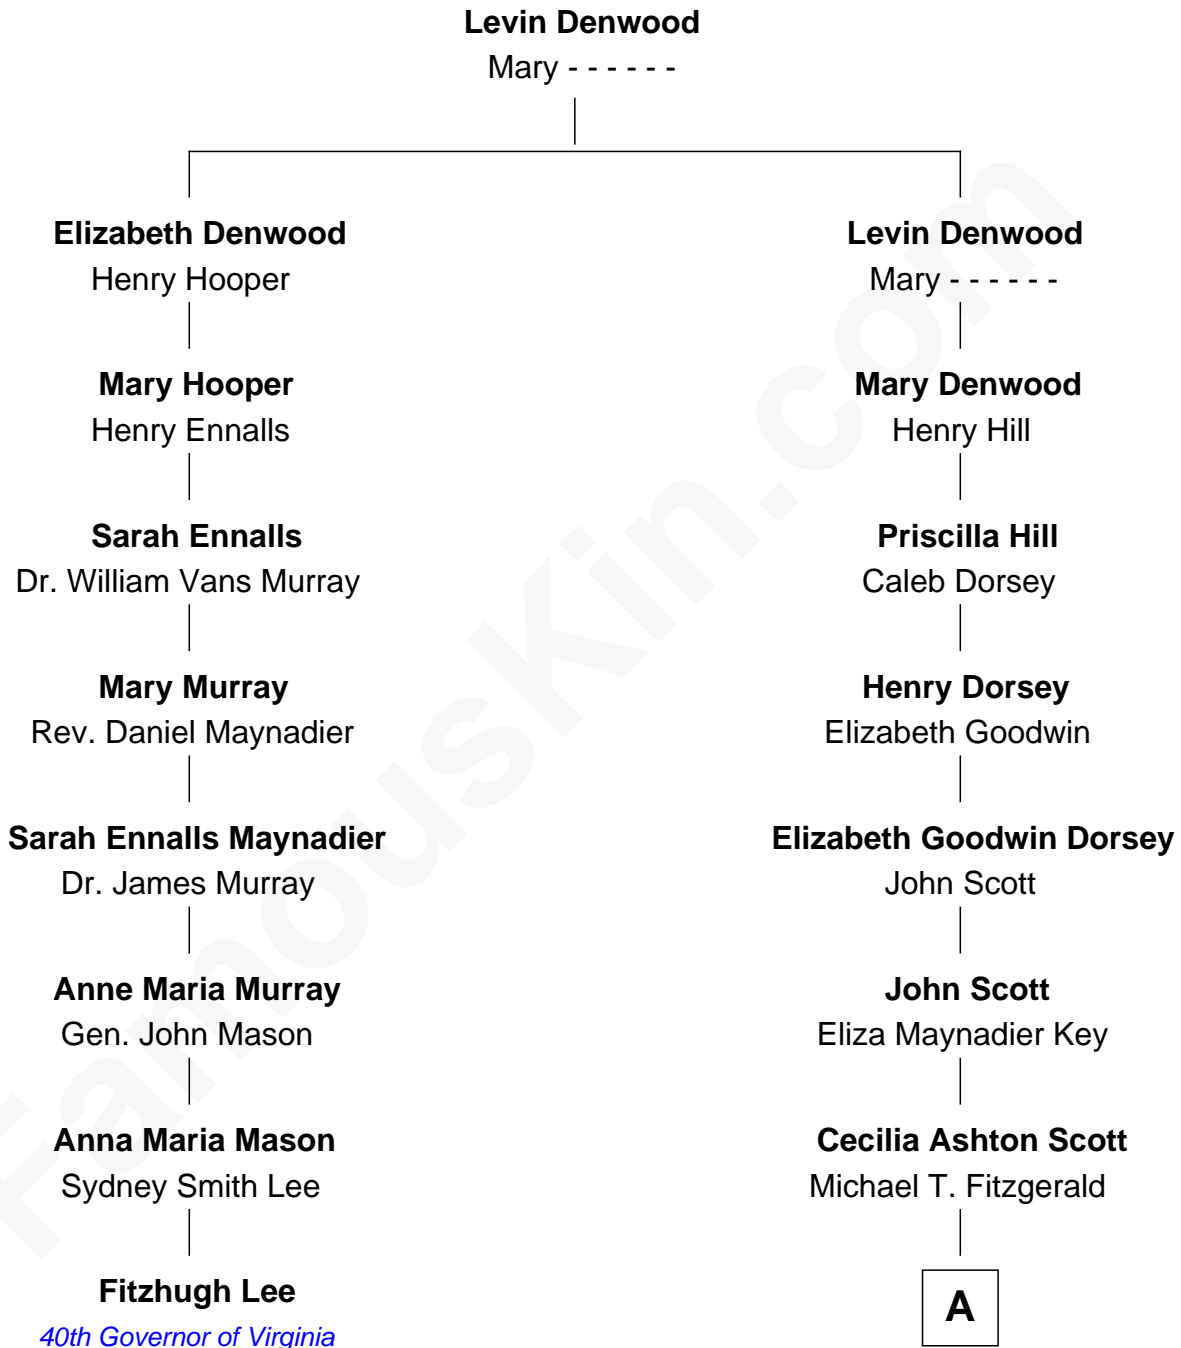 Levin Denwood
Mary - - - - - -
Elizabeth Denwood
Henry Hooper
Levin Denwood
Mary - - - - - -
Mary Hooper
Henry Ennalls
Mary Denwood
Henry Hill
Sarah Ennalls
Dr. William Vans Murray
Priscilla Hill
Caleb Dorsey
Mary Murray
Rev. Daniel Maynadier
Henry Dorsey
Elizabeth Goodwin
Sarah Ennalls Maynadier
Dr. James Murray
Elizabeth Goodwin Dorsey
John Scott
Anne Maria Murray
Gen. John Mason
John Scott
Eliza Maynadier Key
Anna Maria Mason
Sydney Smith Lee
Cecilia Ashton Scott
Michael T. Fitzgerald
Fitzhugh Lee
40th Governor of Virginia
A
FamousKin.com